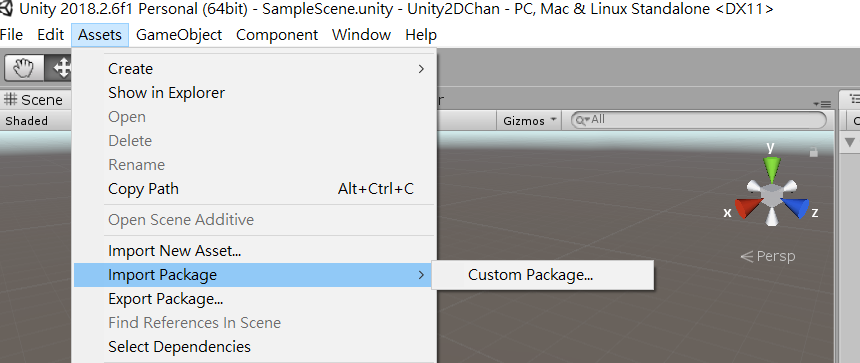 Unity 2018.2.6f1 Personal (64bit) - SampleScene.unity - Unity2DChan - PC, Mac & Linux Standalone <DX11>
File Edit Assets GameObject Component Window Help
Create
Show in Explorer
Scene
Shaded
Open
Gizmos
All
Delete
Rename
Copy Path Alt+Ctrl+C
Open Scene Additive
Import New Asset...
Import Package
Custom Package...
Export Package...
Find References In Scene
Select Dependencies
y
x
z
Persp